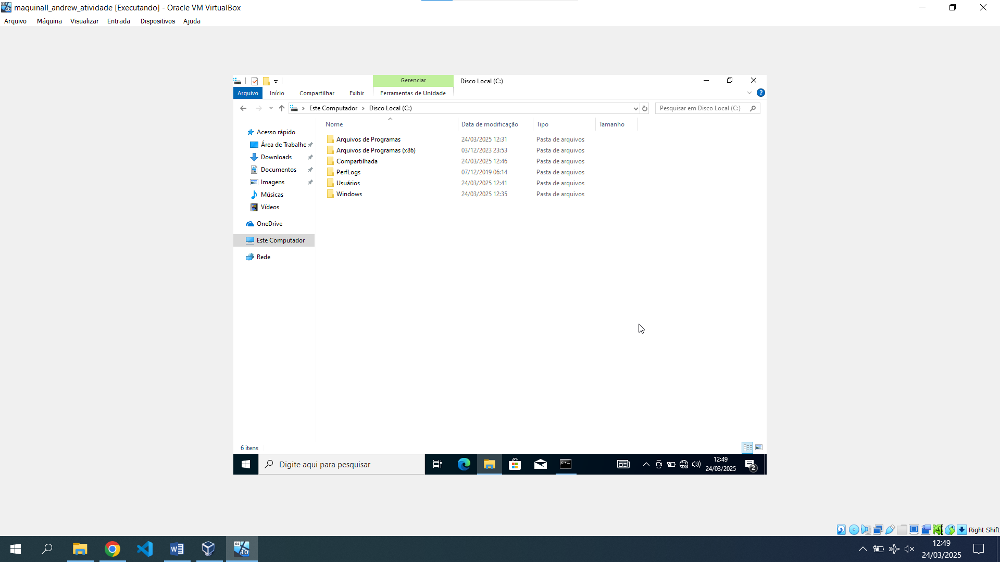 maquinaII_andrew_atividade [Executando] - Oracle VM VirtualBox
Arquivo Máquina Visualizar Entrada Dispositivos Ajuda
Gerenciar Disco Local (C:)
Arquivo Início Compartilhar Exibir Ferramentas de Unidade ?
Este Computador Disco Local (C:) Pesquisar em Disco Local (C:)
Nome Data de modificação Tipo Tamanho
Acesso rápido
Área de Trabalho
Downloads
Documentos
Imagens
Músicas
Vídeos
OneDrive
Este Computador
Rede
Arquivos de Programas 24/03/2025 12:31 Pasta de arquivos
Arquivos de Programas (x86) 03/12/2023 23:53 Pasta de arquivos
Compartilhada 24/03/2025 12:46 Pasta de arquivos
PerfLogs 07/12/2019 06:14 Pasta de arquivos
Usuários 24/03/2025 12:41 Pasta de arquivos
Windows 24/03/2025 12:35 Pasta de arquivos
6 itens
Digite aqui para pesquisar
12:49
24/03/2025
2
Right Shift
12:49
24/03/2025